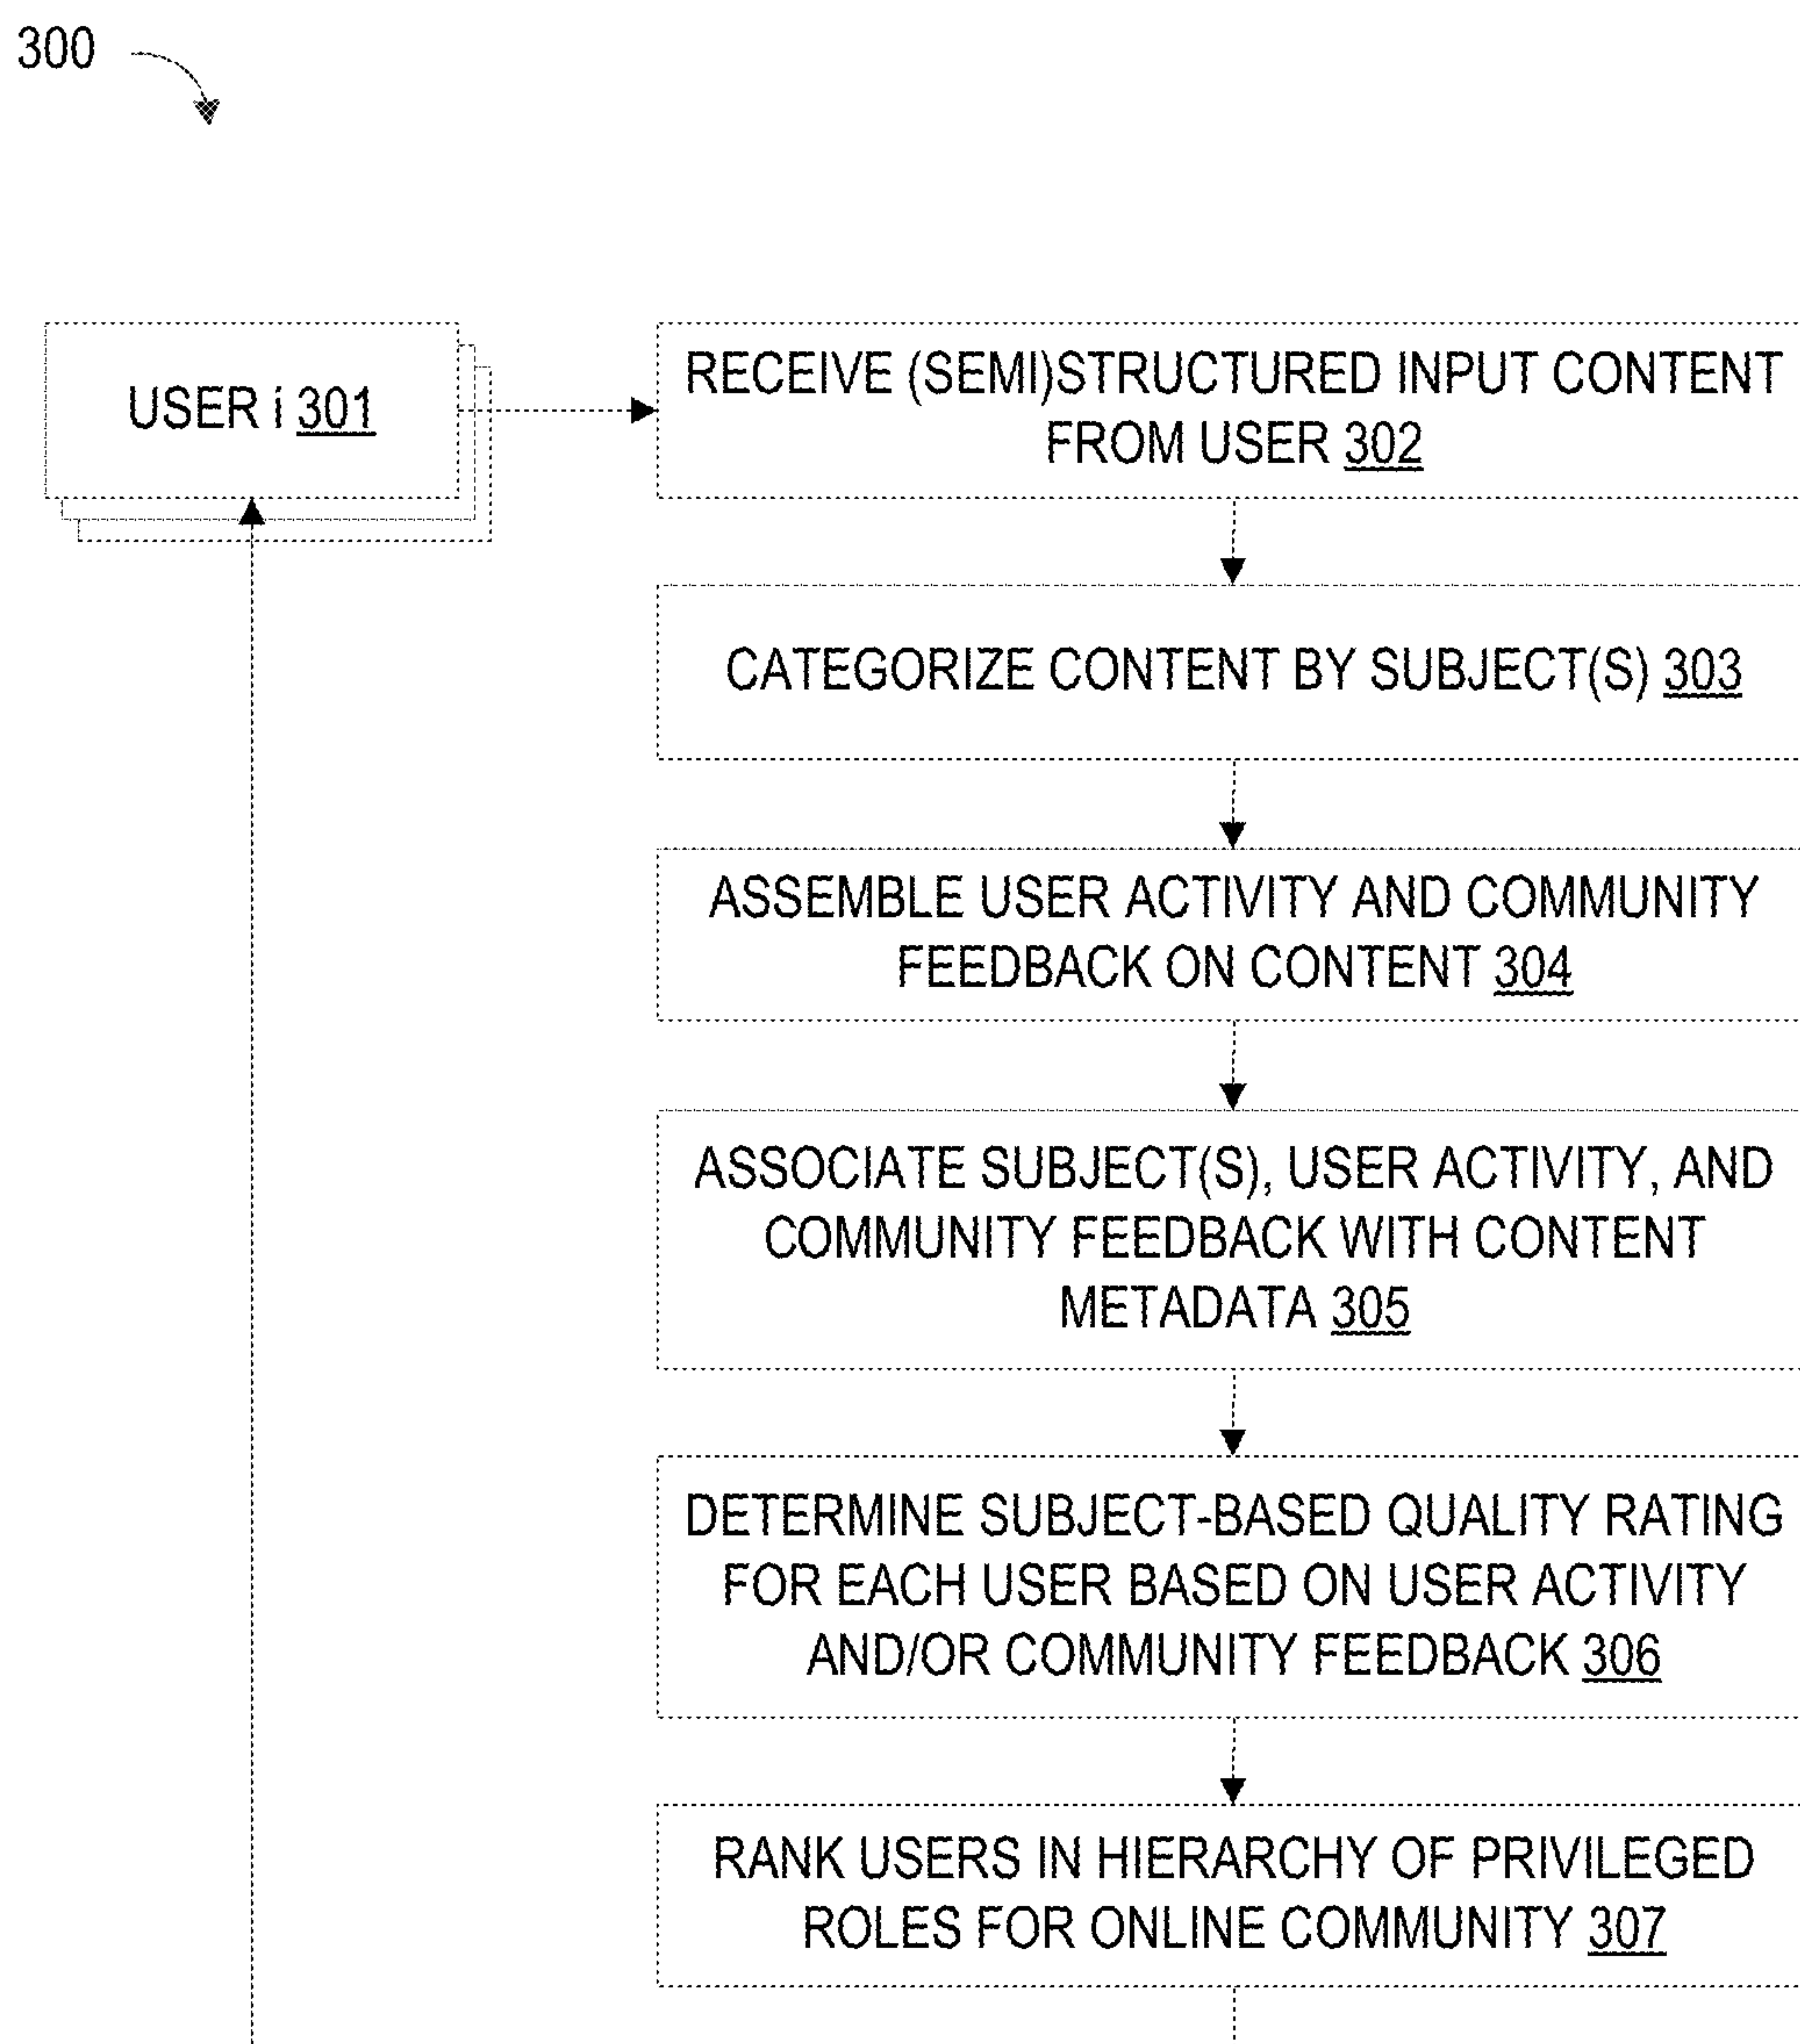 300
USER i 301
RECEIVE (SEMI)STRUCTURED INPUT CONTENT
FROM USER 302
CATEGORIZE CONTENT BY SUBJECT(S) 303
ASSEMBLE USER ACTIVITY AND COMMUNITY
FEEDBACK ON CONTENT 304
ASSOCIATE SUBJECT(S), USER ACTIVITY, AND
COMMUNITY FEEDBACK WITH CONTENT
METADATA 305
DETERMINE SUBJECT-BASED QUALITY RATING
FOR EACH USER BASED ON USER ACTIVITY
AND/OR COMMUNITY FEEDBACK 306
RANK USERS IN HIERARCHY OF PRIVILEGED
ROLES FOR ONLINE COMMUNITY 307